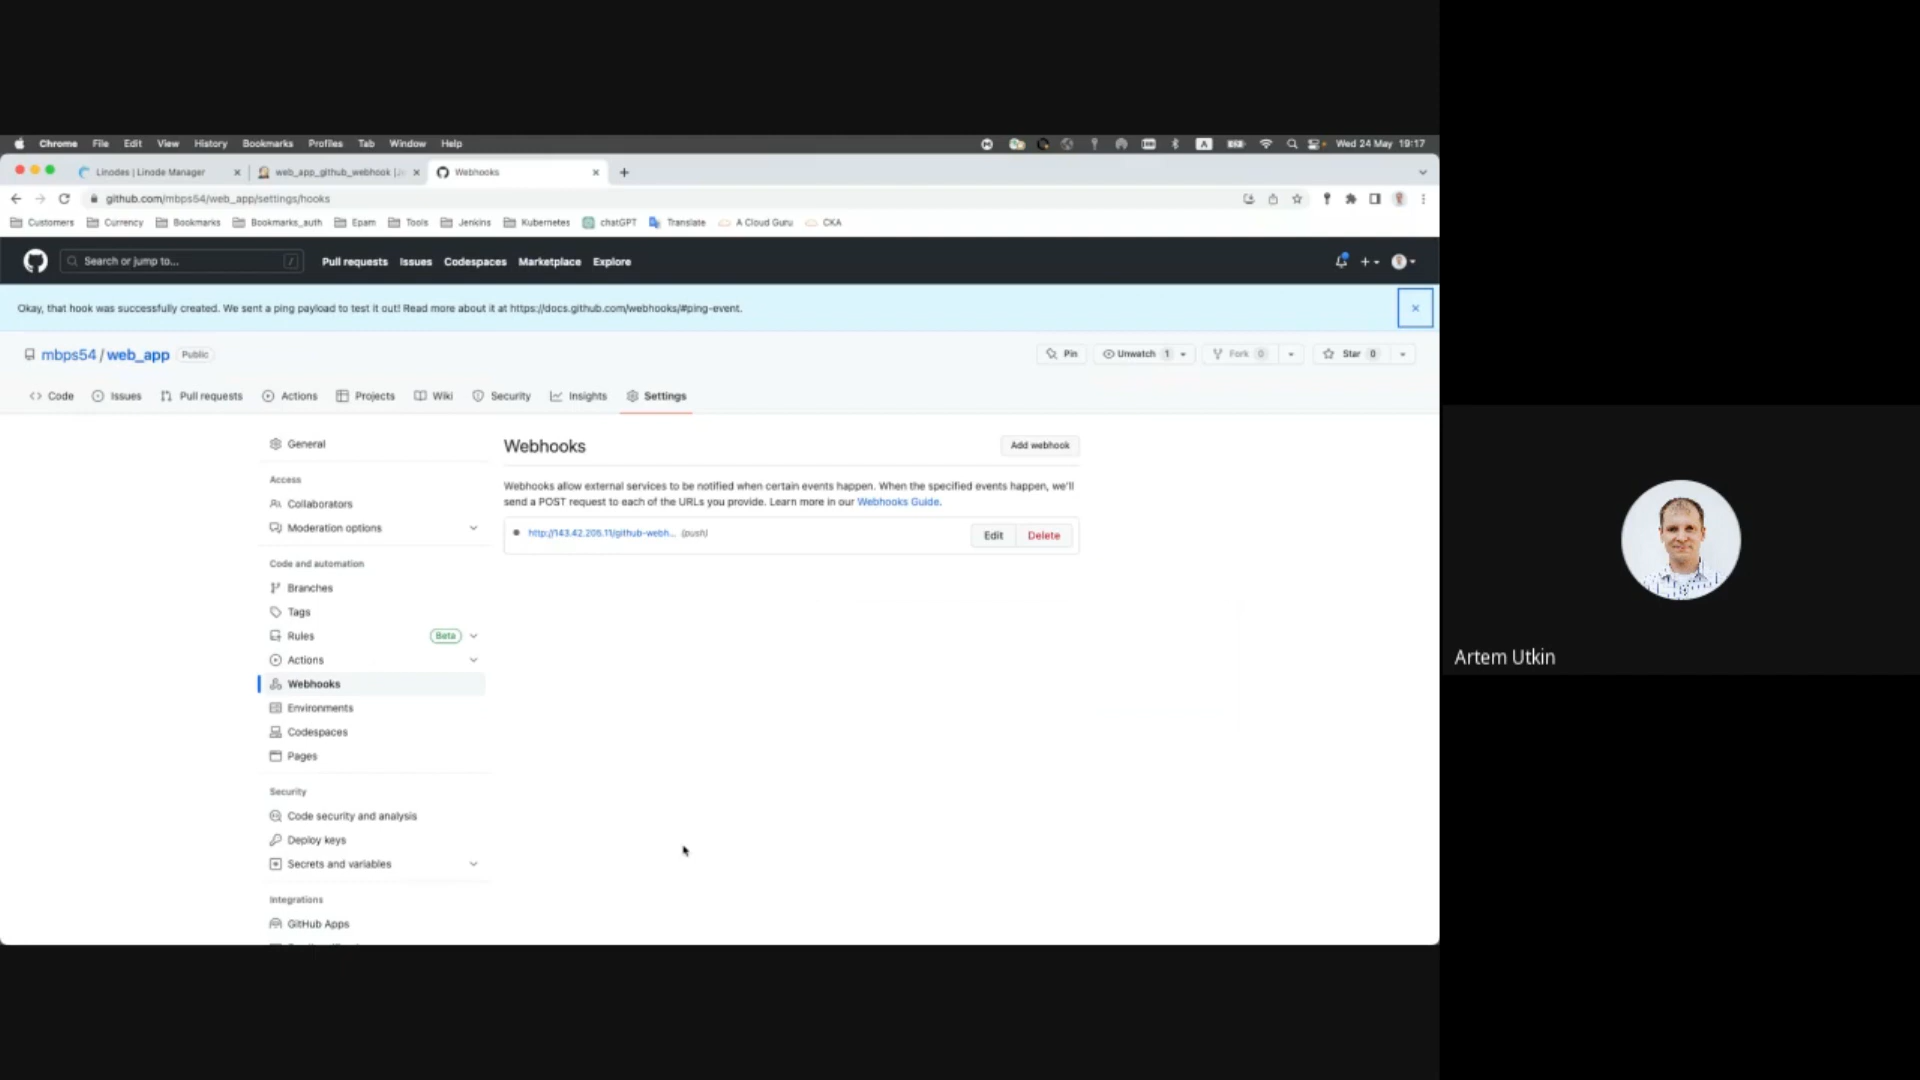 Chrome File Edit View History Bookmarks Profiles Tab Window Help Wed 24 May 19:17
Linodes | Linode Manager web_app_github_webhook Webhooks
github.com/mbps54/web_app/settings/hooks
Customers Currency Bookmarks Bookmarks_auth Epam Tools Jenkins Kubernetes chatGPT Translate A Cloud Guru CKA
Search or jump to... / Pull requests Issues Codespaces Marketplace Explore
Okay, that hook was successfully created. We sent a ping payload to test it out! Read more about it at https://docs.github.com/webhooks/#ping-event.
mbps54 / web_app Public Pin Unwatch 1 Fork 0 Star 0
Code Issues Pull requests Actions Projects Wiki Security Insights Settings
General
Access
Collaborators
Moderation options
Code and automation
Branches
Tags
Rules Beta
Actions
Webhooks
Environments
Codespaces
Pages
Security
Code security and analysis
Deploy keys
Secrets and variables
Integrations
GitHub Apps
Webhooks Add webhook
Webhooks allow external services to be notified when certain events happen. When the specified events happen, we'll
send a POST request to each of the URLs you provide. Learn more in our Webhooks Guide.
http://143.42.205.11/github-webh... (push) Edit Delete
Artem Utkin